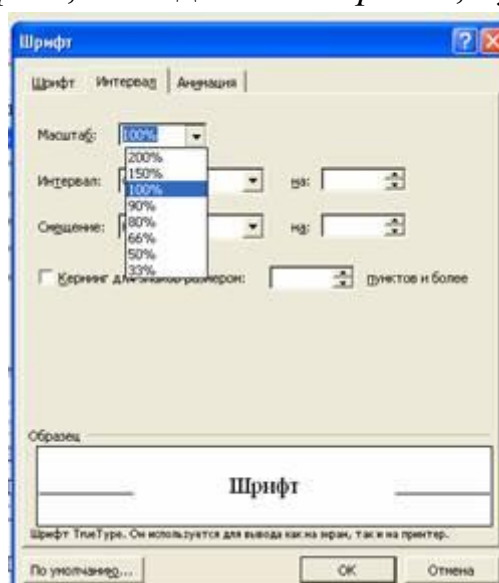 Шрифт
Шрифт Интервал Анимация
Масштаб: 100%
200%
150%
Интервал: на:
100%
90%
Смещение: 80% на:
66%
50%
33%
Кернинг для знаков размером: пунктов и более
Образец
Шрифт
Шрифт TrueType. Он используется для вывода как на экран, так и на принтер.
По умолчанию... ОК Отмена